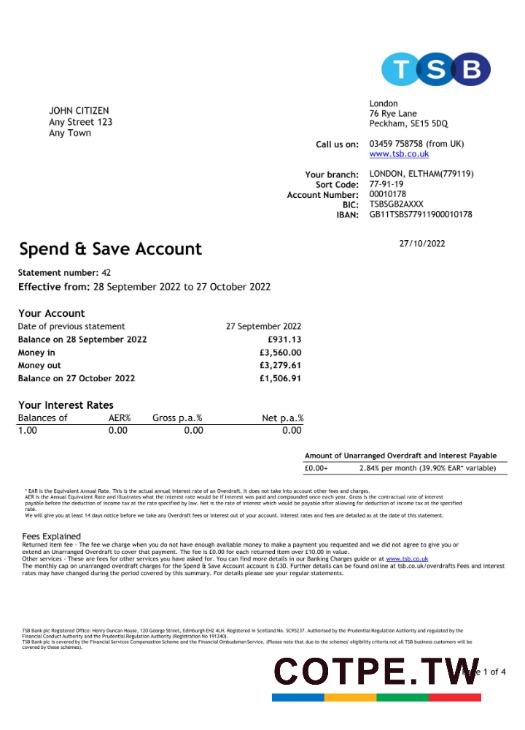 TSB
JOHN CITIZEN
Any Street 123
Any Town
London
76 Rye Lane
Peckham, SE15 5DQ
Call us on: 03459 758758 (from UK)
www.tsb.co.uk
Your branch: LONDON, ELTHAM(779119)
Sort Code: 77-91-19
Account Number: 00010178
BIC: TSBSGB2AXXX
IBAN: GB11TSBS77911900010178
27/10/2022
Spend & Save Account
Statement number: 42
Effective from: 28 September 2022 to 27 October 2022
Your Account
Date of previous statement 27 September 2022
Balance on 28 September 2022 £931.13
Money in £3,560.00
Money out £3,279.61
Balance on 27 October 2022 £1,506.91
Your Interest Rates
Balances of AER% Gross p.a.% Net p.a.%
1.00 0.00 0.00 0.00
Amount of Unarranged Overdraft and Interest Payable
£0.00+ 2.84% per month (39.90% EAR* variable)
* EAR is the Equivalent Annual Rate. This is the actual annual interest rate of an Overdraft. It does not take into account other fees and charges.
AER is the Annual Equivalent Rate and illustrates what the interest rate would be if interest was paid and compounded once each year. Gross is the contractual rate of interest
payable before the deduction of income tax at the rate specified by law. Net is the rate of interest which would be payable after allowing for deduction of income tax at the specified
rate.
We will give you at least 14 days notice before we take any Overdraft fees or interest out of your account. Interest rates and fees are detailed as at the date of this statement.
Fees Explained
Returned item fee - The fee we charge when you do not have enough available money to make a payment you requested and we did not agree to give you or
extend an Unarranged Overdraft to cover that payment. The fee is £0.00 for each returned item over £10.00 in value.
Other services - These are fees for other services you have asked for. You can find more details in our Banking Charges guide or at www.tsb.co.uk
The monthly cap on unarranged overdraft charges for the Spend & Save Account account is £30. Further details can be found online at tsb.co.uk/overdrafts Fees and interest
rates may have changed during the period covered by this summary. For details please see your regular statements.
TSB Bank plc Registered Office: Henry Duncan House, 120 George Street, Edinburgh EH2 4LH. Registered in Scotland No. SC95237. Authorised by the Prudential Regulation Authority and regulated by the
Financial Conduct Authority and the Prudential Regulation Authority (Registration No 191240).
TSB Bank plc is covered by the Financial Services Compensation Scheme and the Financial Ombudsman Service. (Please note that due to the schemes' eligibility criteria not all TSB business customers will be
covered by these schemes).
COTPE.TW
1 of 4